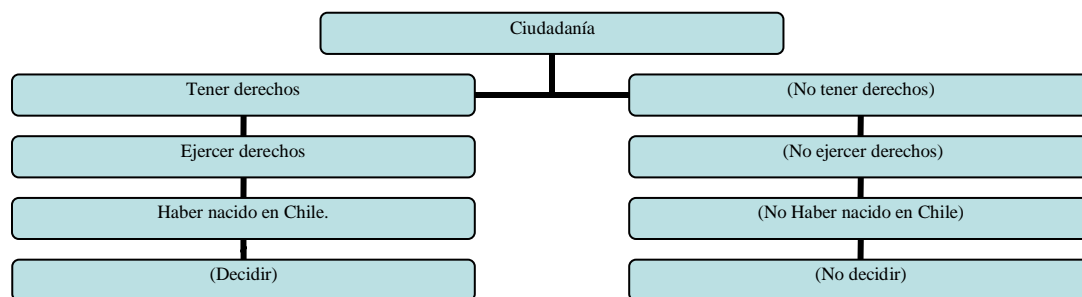 Ciudadanía
Tener derechos
(No tener derechos)
Ejercer derechos
(No ejercer derechos)
Haber nacido en Chile.
(No Haber nacido en Chile)
(Decidir)
(No decidir)